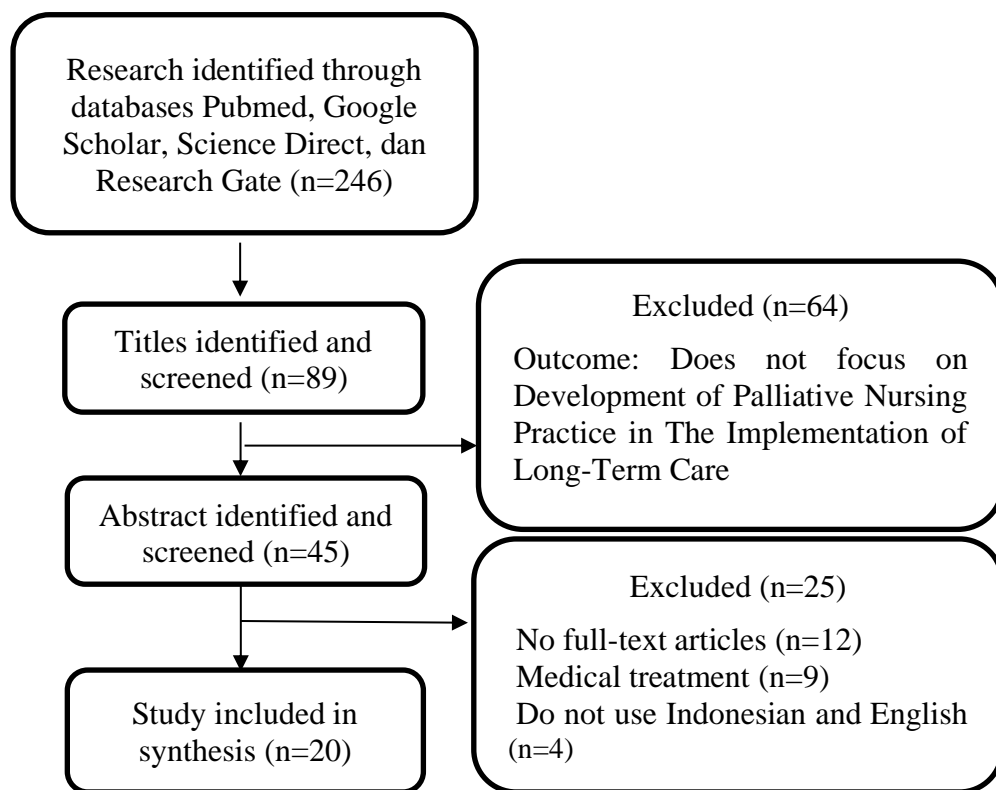 Research identified through
databases Pubmed, Google
Scholar, Science Direct, dan
Research Gate (n=246)
Titles identified and
screened (n=89)
Excluded (n=64)
Outcome: Does not focus on
Development of Palliative Nursing
Practice in The Implementation of
Long-Term Care
Abstract identified and
screened (n=45)
Excluded (n=25)
No full-text articles (n=12)
Medical treatment (n=9)
Do not use Indonesian and English
(n=4)
Study included in
synthesis (n=20)